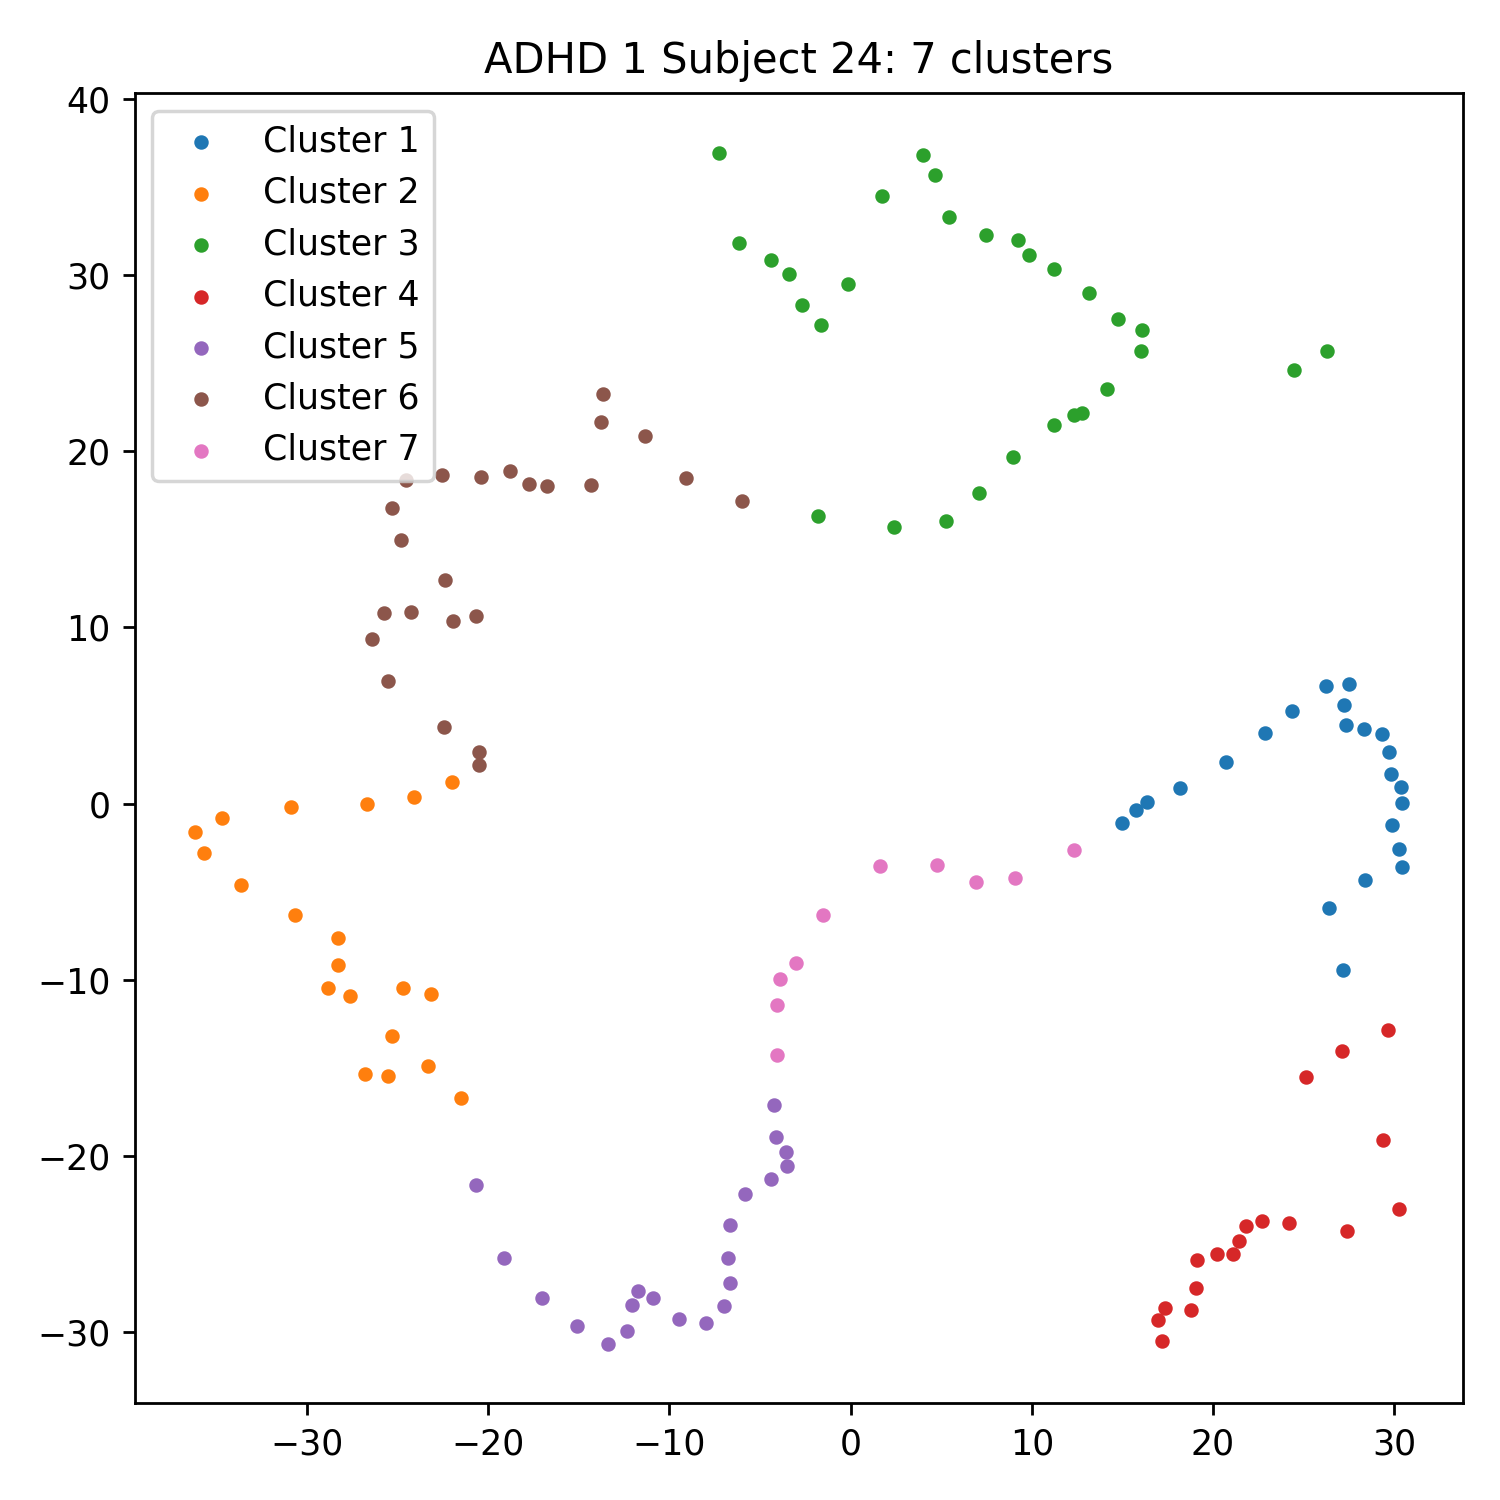 ADHD 1 Subject 24: 7 clusters
40
30
20
10
0
−10
−20
−30
Cluster 1
Cluster 2
Cluster 3
Cluster 4
Cluster 5
Cluster 6
Cluster 7
−30 −20 −10 0 10 20 30